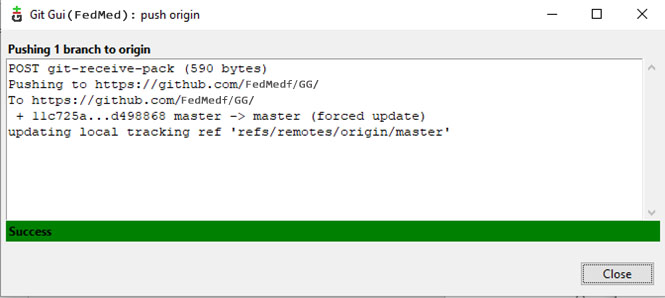 Git Gui (FedMed) : push origin
Pushing 1 branch to origin
POST git-receive-pack (590 bytes)
Pushing to https://github.com/FedMedf/GG/
To https://github.com/FedMedf/GG/
+ 11c725a...d498868 master -> master (forced update)
updating local tracking ref 'refs/remotes/origin/master'
Success
Close